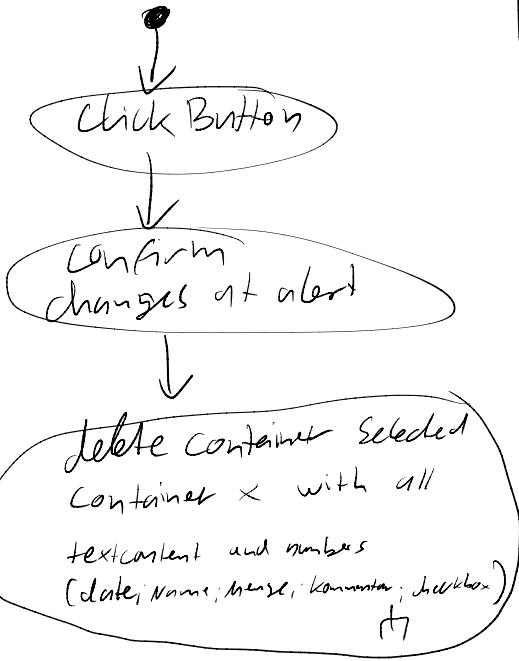 Click Button
Confirm
changes at alert
delete container selected
Container x with all
textcontent and numbers
(date; Name; Menge; Kommentar; checkbox)